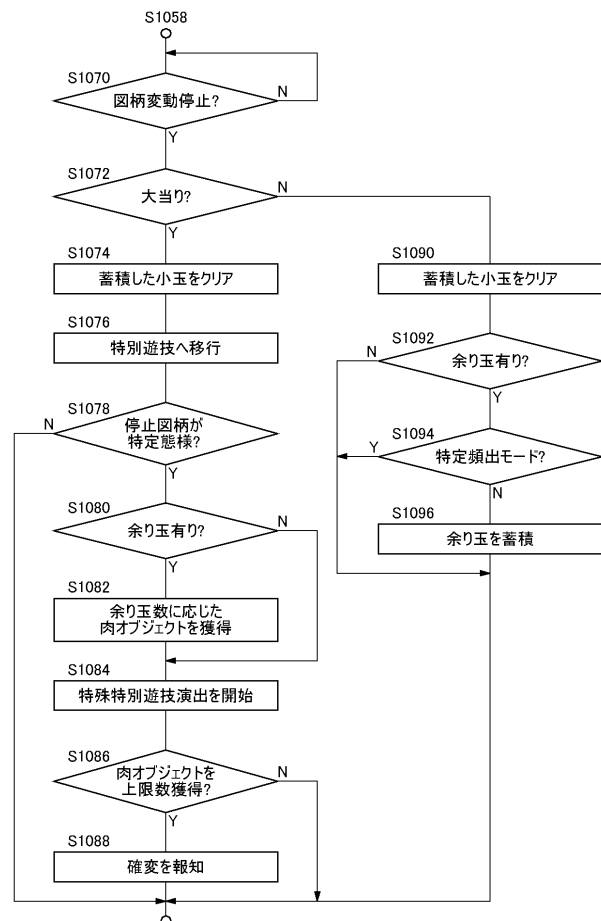 S1058
S1070
図柄変動停止?
N
Y
S1072
大当り?
N
Y
S1074
蓄積した小玉をクリア
S1076
特別遊技へ移行
S1078
停止図柄が
特定態様?
N
Y
S1080
余り玉有り?
N
Y
S1082
余り玉数に応じた
肉オブジェクトを獲得
S1084
特殊特別遊技演出を開始
S1086
肉オブジェクトを
上限数獲得?
N
Y
S1088
確変を報知
S1090
蓄積した小玉をクリア
S1092
余り玉有り?
N
Y
S1094
特定頻出モード?
Y
N
S1096
余り玉を蓄積